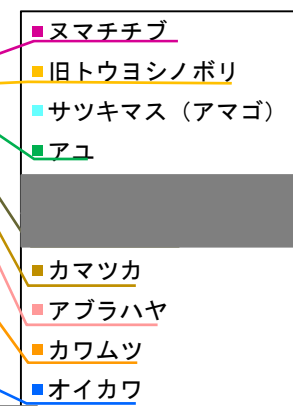 ヌマチチブ
旧トウヨシノボリ
サツキマス（アマゴ）
アユ
カマツカ
アブラハヤ
カワムツ
オイカワ